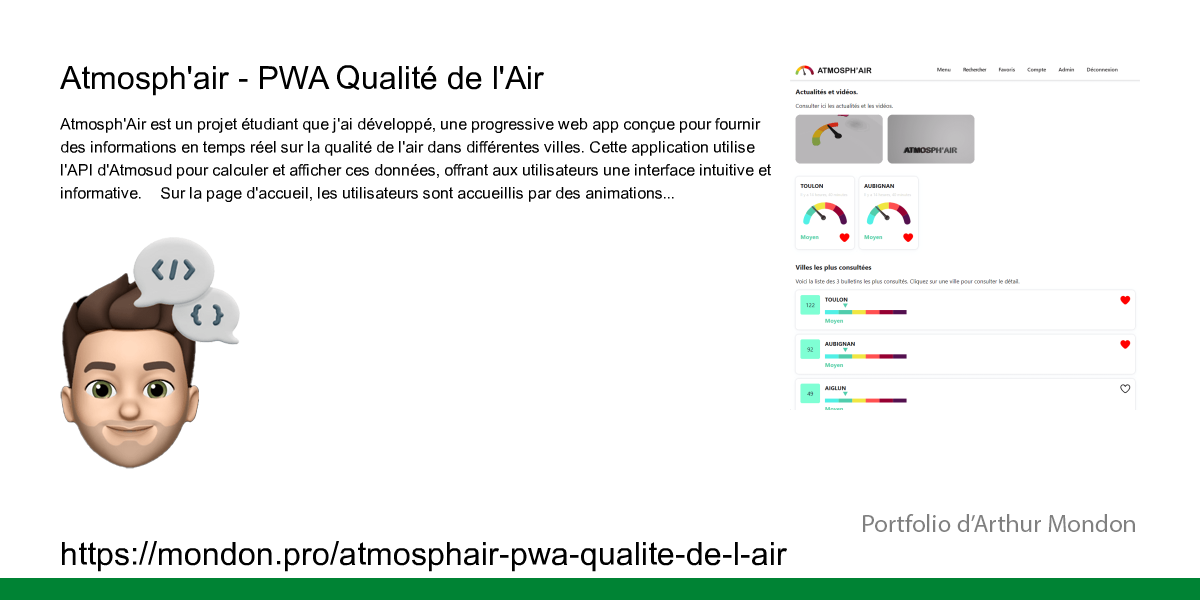 Atmosph'air - PWA Qualité de l'Air
Atmosph'Air est un projet étudiant que j'ai développé, une progressive web app conçue pour fournir
des informations en temps réel sur la qualité de l'air dans différentes villes. Cette application utilise
l'API d'Atmosud pour calculer et afficher ces données, offrant aux utilisateurs une interface intuitive et
informative. Sur la page d'accueil, les utilisateurs sont accueillis par des animations...
</>
{ }
ATMOSPH'AIR
Menu Rechercher Favoris Compte Admin Déconnexion
Actualités et vidéos.
Consulter ici les actualités et les vidéos.
ATMOSPH'AIR
TOULON
Moyen
AUBIGNAN
Moyen
Villes les plus consultées
Voici la liste des 3 bulletins les plus consultés. Cliquez sur une ville pour consulter le détail.
122
TOULON
Moyen
92
AUBIGNAN
Moyen
49
AIGLUN
Moyen
Portfolio d’Arthur Mondon
https://mondon.pro/atmosphair-pwa-qualite-de-l-air